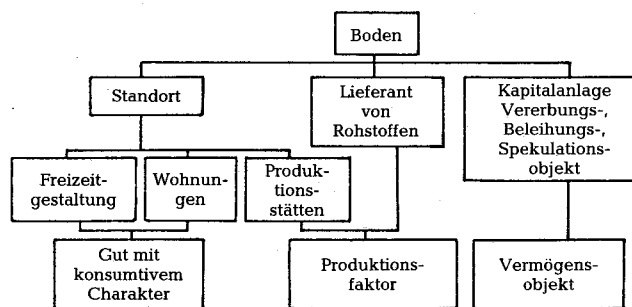 Boden
Standort
Lieferant
von
Rohstoffen
Kapitalanlage
Vererbungs-,
Beleihungs-,
Spekulations-
objekt
Freizeit-
gestaltung
Wohnun-
gen
Produk-
tions-
stätten
Gut mit
konsumtivem
Charakter
Produktions-
faktor
Vermögens-
objekt